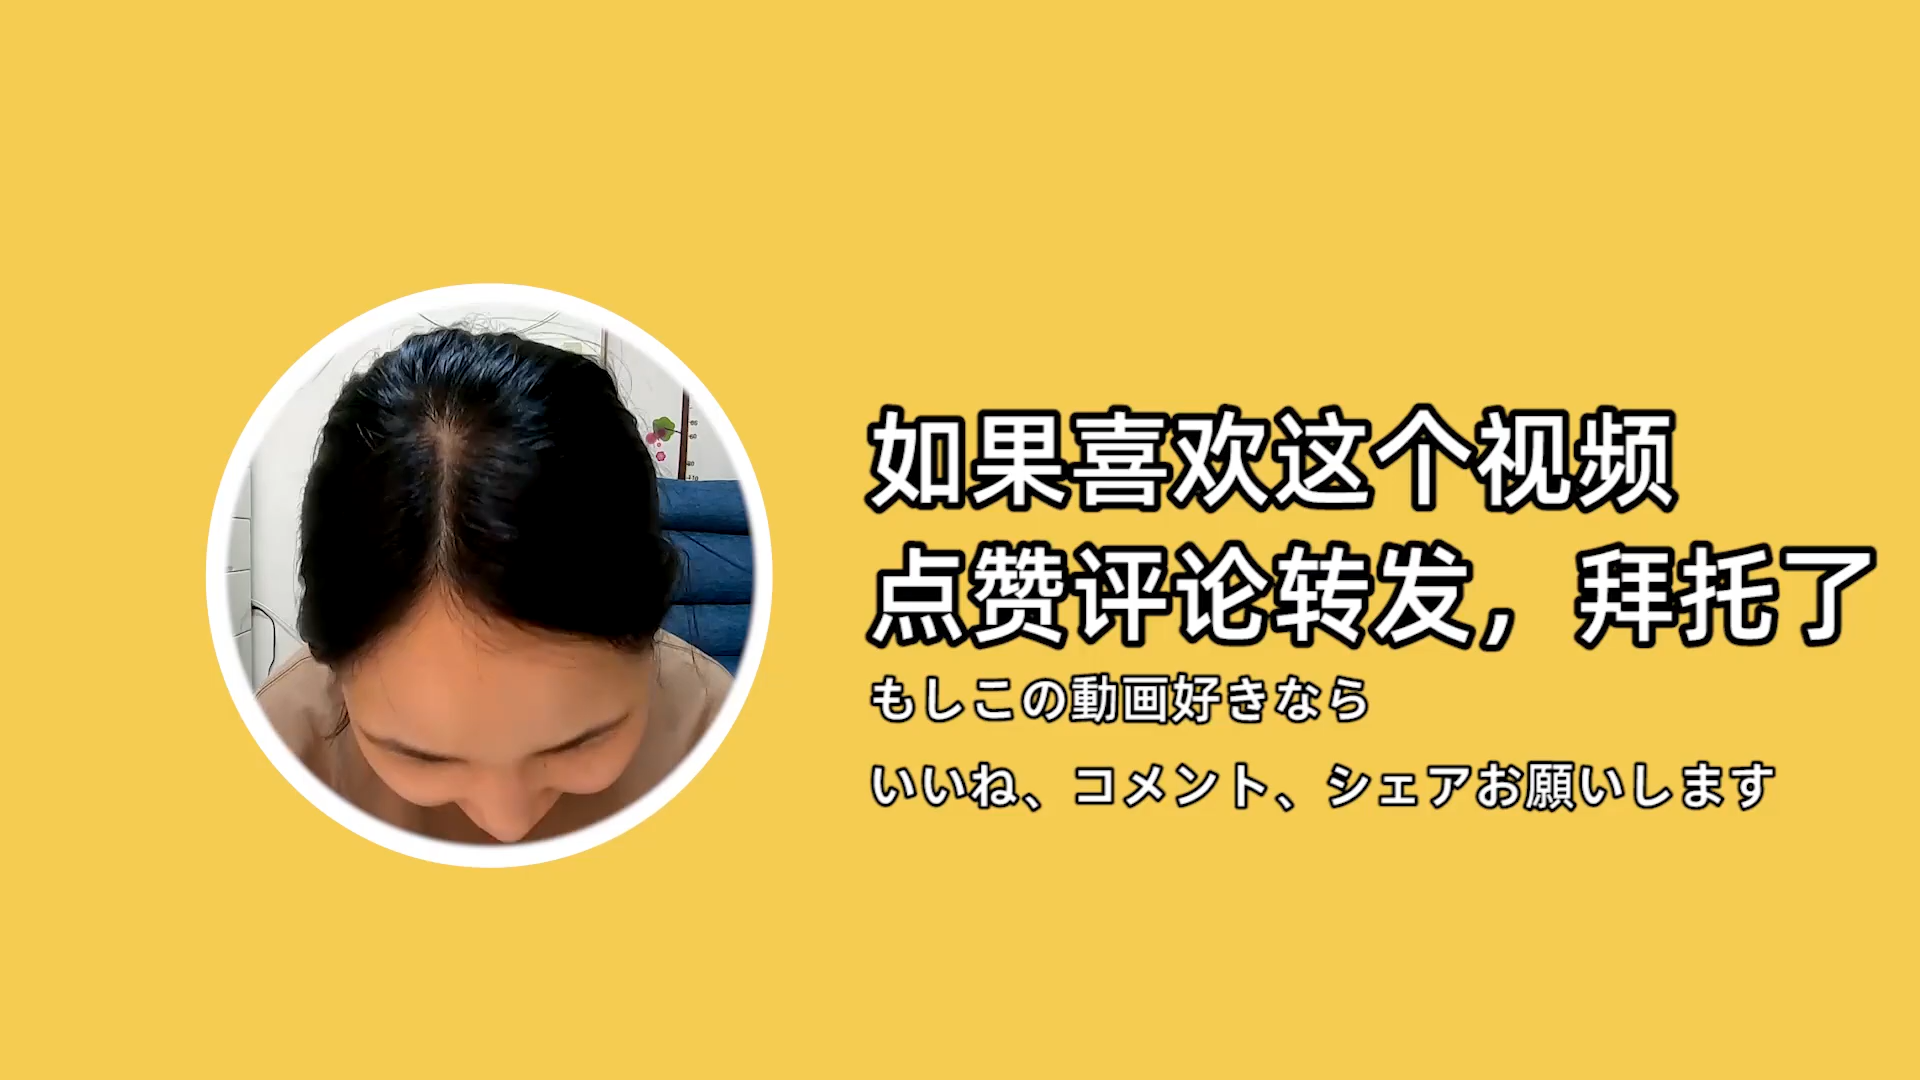 如果喜欢这个视频
点赞评论转发，拜托了
もしこの動画好きなら
いいね、コメント、シェアお願いします